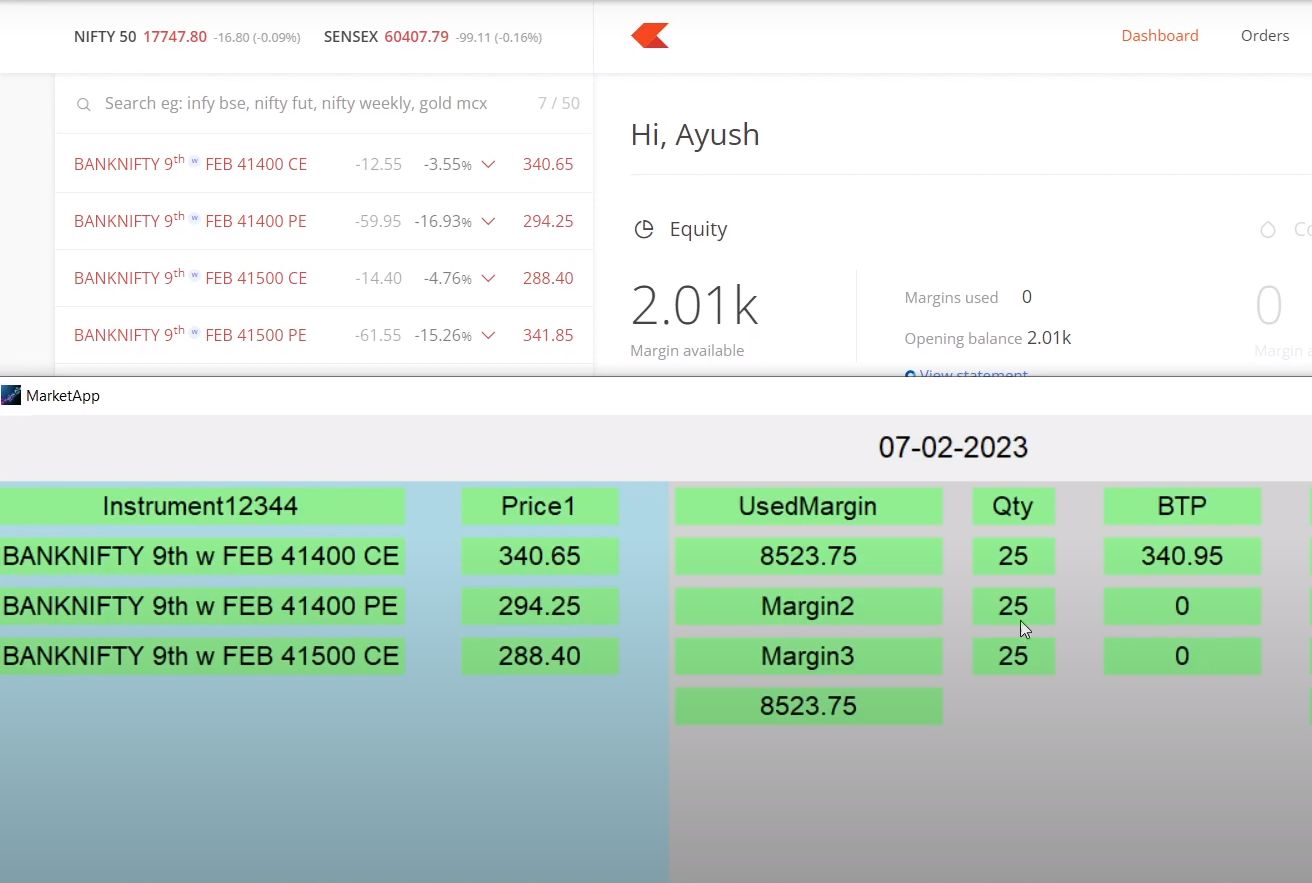 NIFTY 50 17747.80 -16.80 (-0.09%) SENSEX 60407.79 -99.11 (-0.16%)
Dashboard Orders
Search eg: infy bse, nifty fut, nifty weekly, gold mcx 7 / 50
BANKNIFTY 9th w FEB 41400 CE -12.55 -3.55% 340.65
BANKNIFTY 9th w FEB 41400 PE -59.95 -16.93% 294.25
BANKNIFTY 9th w FEB 41500 CE -14.40 -4.76% 288.40
BANKNIFTY 9th w FEB 41500 PE -61.55 -15.26% 341.85
Hi, Ayush
Equity Co
2.01k
Margin available
Margins used 0
Opening balance 2.01k
View statement
0
Margin a
MarketApp
07-02-2023
Instrument12344 Price1 UsedMargin Qty BTP
BANKNIFTY 9th w FEB 41400 CE 340.65 8523.75 25 340.95
BANKNIFTY 9th w FEB 41400 PE 294.25 Margin2 25 0
BANKNIFTY 9th w FEB 41500 CE 288.40 Margin3 25 0
8523.75